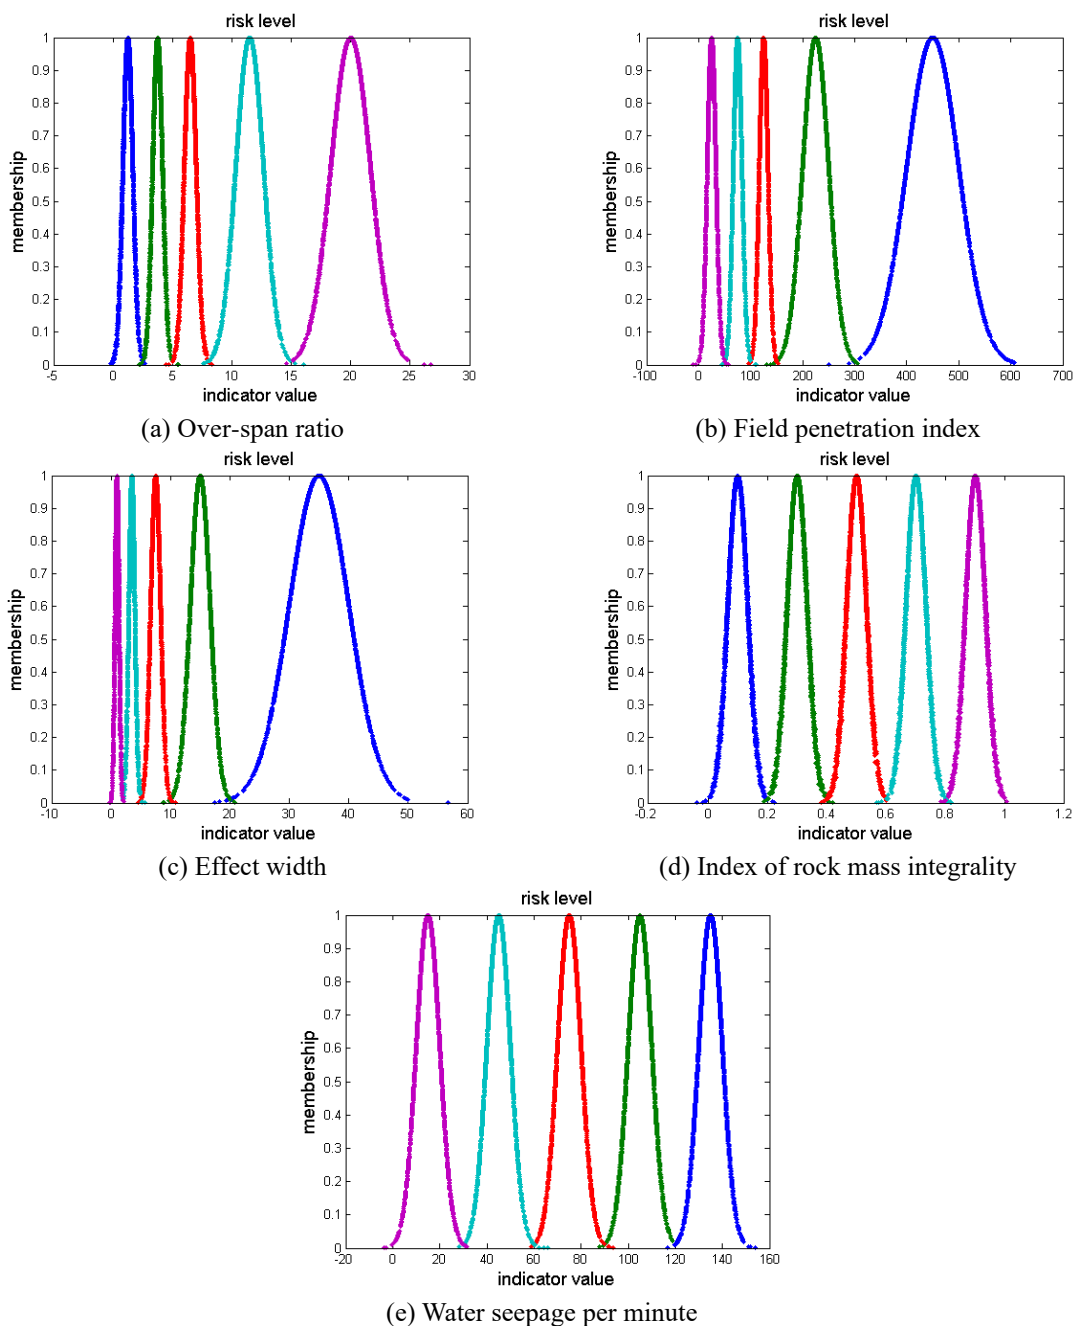 risk level
membership
1
0.9
0.8
0.7
0.6
0.5
0.4
0.3
0.2
0.1
0
-5 0 5 10 15 20 25 30
indicator value
(a) Over-span ratio
risk level
membership
1
0.9
0.8
0.7
0.6
0.5
0.4
0.3
0.2
0.1
0
-100 0 100 200 300 400 500 600 700
indicator value
(b) Field penetration index
risk level
membership
1
0.9
0.8
0.7
0.6
0.5
0.4
0.3
0.2
0.1
0
-10 0 10 20 30 40 50 60
indicator value
(c) Effect width
risk level
membership
1
0.9
0.8
0.7
0.6
0.5
0.4
0.3
0.2
0.1
0
-0.2 0 0.2 0.4 0.6 0.8 1 1.2
indicator value
(d) Index of rock mass integrality
risk level
membership
1
0.9
0.8
0.7
0.6
0.5
0.4
0.3
0.2
0.1
0
-20 0 20 40 60 80 100 120 140 160
indicator value
(e) Water seepage per minute